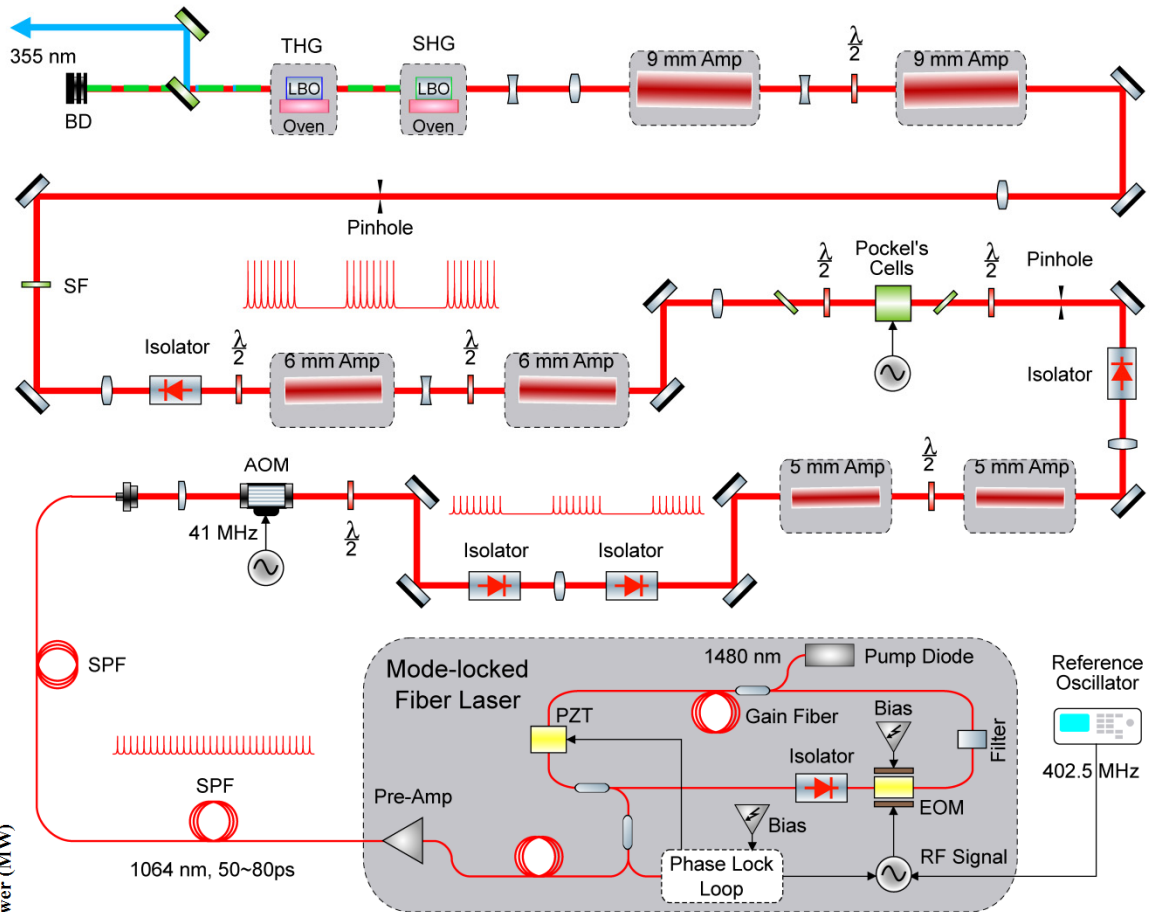 355 nm
BD
THG
LBO
Oven
SHG
LBO
Oven
9 mm Amp
λ
2
9 mm Amp
Pinhole
SF
Isolator
λ
2
6 mm Amp
λ
2
6 mm Amp
λ
2
Pockel's
Cells
λ
2
Pinhole
Isolator
AOM
41 MHz
λ
2
Isolator
Isolator
5 mm Amp
λ
2
5 mm Amp
SPF
SPF
1064 nm, 50~80ps
Mode-locked
Fiber Laser
1480 nm
Pump Diode
Gain Fiber
PZT
Bias
Filter
Isolator
EOM
Reference
Oscillator
402.5 MHz
Pre-Amp
Bias
Phase Lock
Loop
RF Signal
wer (MW)